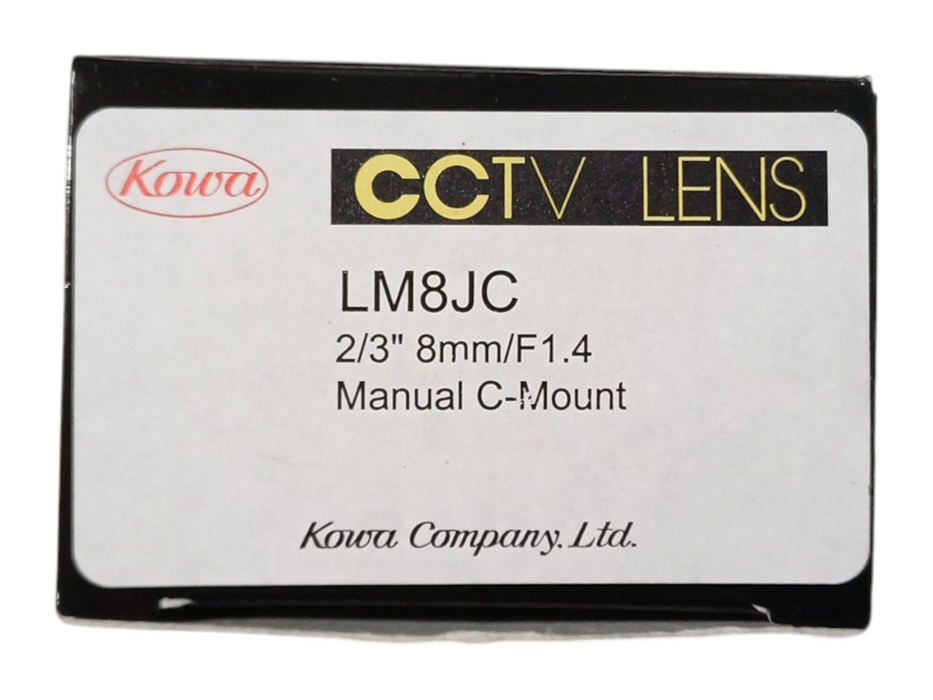 Kowa CCTV LENS
LM8JC
2/3" 8mm/F1.4
Manual C-Mount
Kowa Company, Ltd.